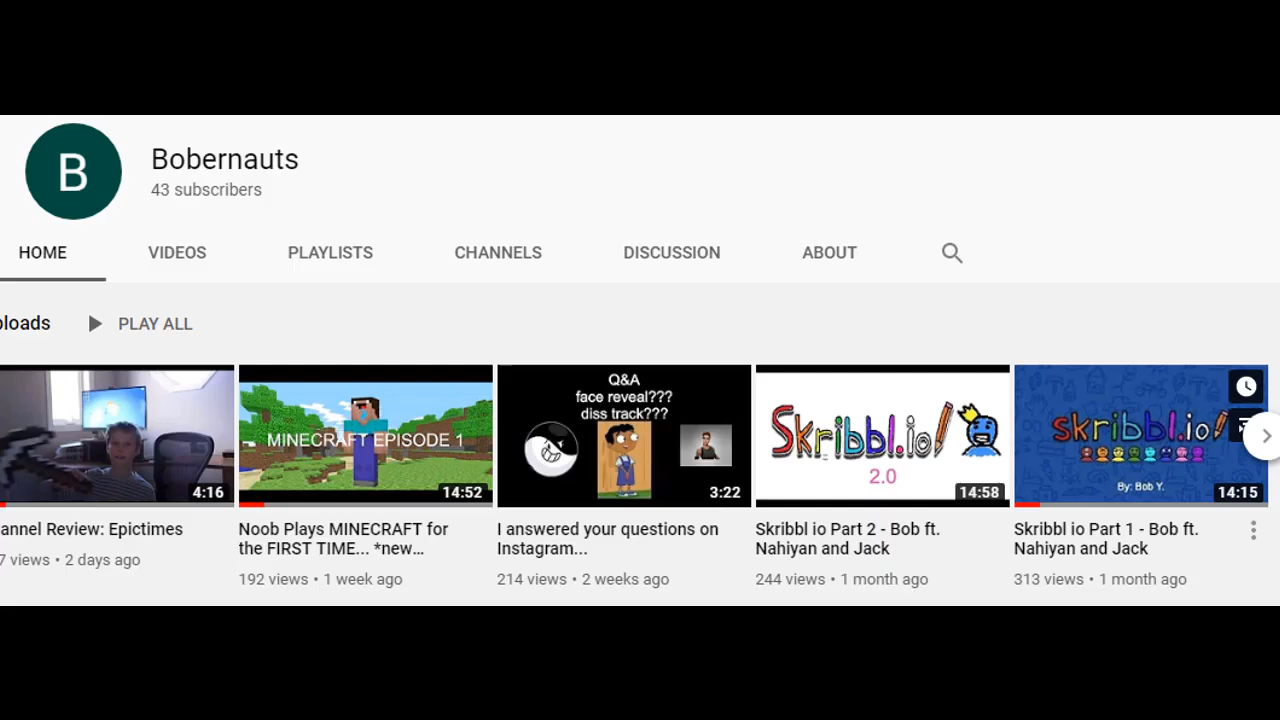 B
Bobernauts
43 subscribers
HOME VIDEOS PLAYLISTS CHANNELS DISCUSSION ABOUT
ploads PLAY ALL
4:16
MINECRAFT EPISODE 1
14:52
Q&A
face reveal???
diss track???
3:22
Skribbl.io
2.0
14:58
skribbl.io
By: Bob Y.
14:15
annel Review: Epictimes
7 views • 2 days ago
Noob Plays MINECRAFT for
the FIRST TIME... *new...
192 views • 1 week ago
I answered your questions on
Instagram...
214 views • 2 weeks ago
Skribbl io Part 2 - Bob ft.
Nahiyan and Jack
244 views • 1 month ago
Skribbl io Part 1 - Bob ft.
Nahiyan and Jack
313 views • 1 month ago